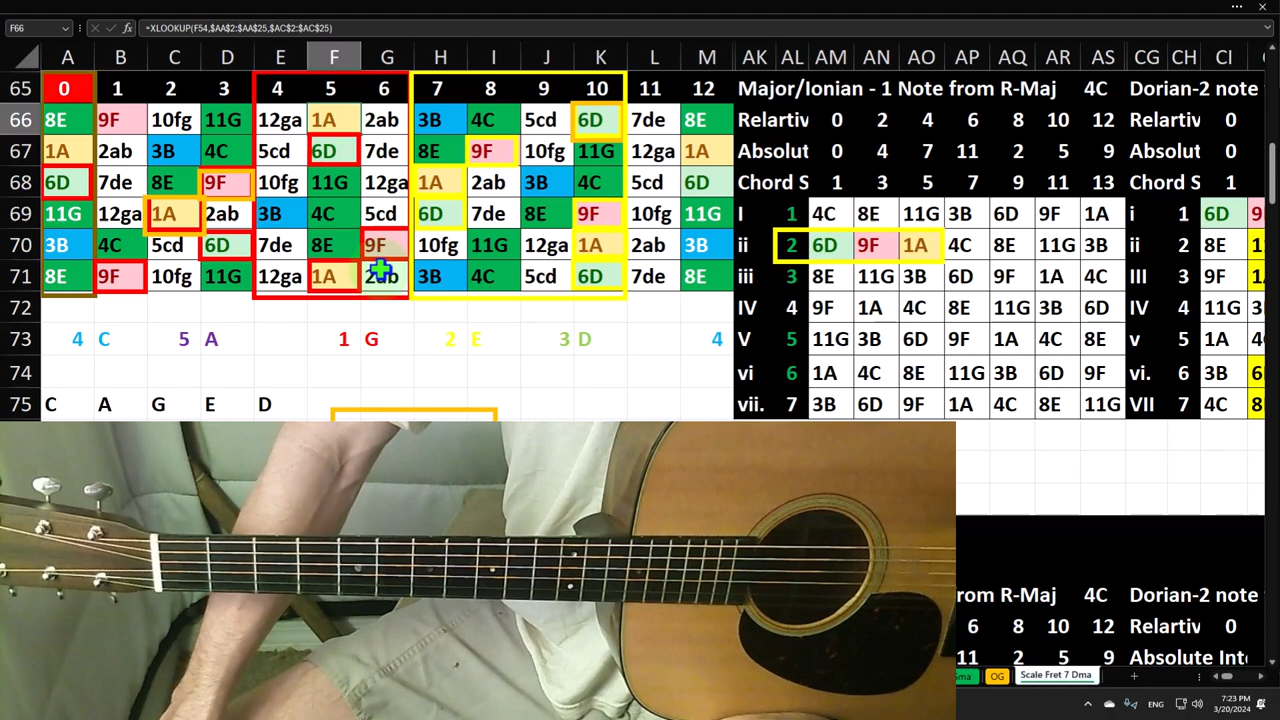 F66 =XLOOKUP(F54,$AA$2:$AA$25,$AC$2:$AC$25)
A B C D E F G H I J K L M AK AL AM AN AO AP AQ AR AS CG CH CI
65 0 1 2 3 4 5 6 7 8 9 10 11 12 Major/Ionian - 1 Note from R-Maj 4C Dorian-2 note
66 8E 9F 10fg 11G 12ga 1A 2ab 3B 4C 5cd 6D 7de 8E Relartiv 0 2 4 6 8 10 12 Relartiv 0
67 1A 2ab 3B 4C 5cd 6D 7de 8E 9F 10fg 11G 12ga 1A Absolut 0 4 7 11 2 5 9 Absolut 0
68 6D 7de 8E 9F 10fg 11G 12ga 1A 2ab 3B 4C 5cd 6D Chord S 1 3 5 7 9 11 13 Chord S 1
69 11G 12ga 1A 2ab 3B 4C 5cd 6D 7de 8E 9F 10fg 11G I 1 4C 8E 11G 3B 6D 9F 1A i 1 6D 9
70 3B 4C 5cd 6D 7de 8E 9F 10fg 11G 12ga 1A 2ab 3B ii 2 6D 9F 1A 4C 8E 11G 3B ii 2 8E 1
71 8E 9F 10fg 11G 12ga 1A 2ab 3B 4C 5cd 6D 7de 8E iii 3 8E 11G 3B 6D 9F 1A 4C III 3 9F 1
72 IV 4 9F 1A 4C 8E 11G 3B 6D IV 4 11G 3
73 4 C 5 A 1 G 2 E 3 D 4 V 5 11G 3B 6D 9F 1A 4C 8E v 5 1A 4
74 vi 6 1A 4C 8E 11G 3B 6D 9F vi. 6 3B 6
75 C A G E D vii. 7 3B 6D 9F 1A 4C 8E 11G VII 7 4C 8
from R-Maj 4C Dorian-2 note
6 8 10 12 Relartiv 0
11 2 5 9 Absolute Inte
OG Scale Fret 7 Dma
ENG 7:23 PM
3/20/2024